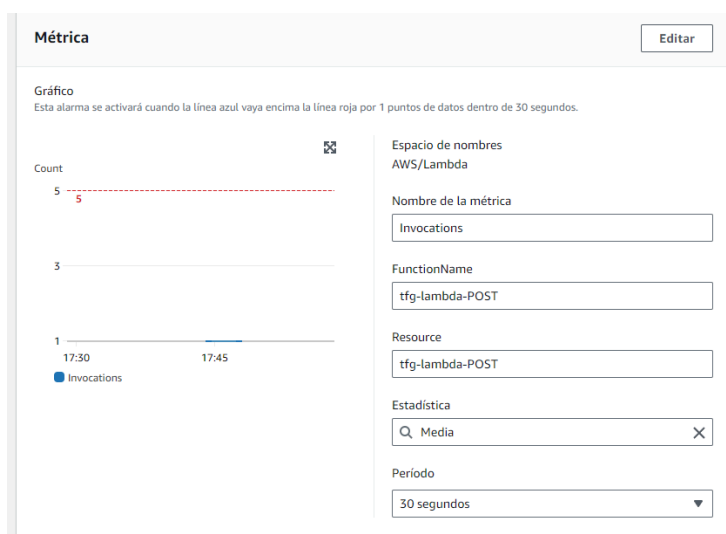 Métrica
Editar
Gráfico
Esta alarma se activará cuando la línea azul vaya encima la línea roja por 1 puntos de datos dentro de 30 segundos.
Count
5
5
3
1
17:30
17:45
Invocations
Espacio de nombres
AWS/Lambda
Nombre de la métrica
Invocations
FunctionName
tfg-lambda-POST
Resource
tfg-lambda-POST
Estadística
Media
Período
30 segundos